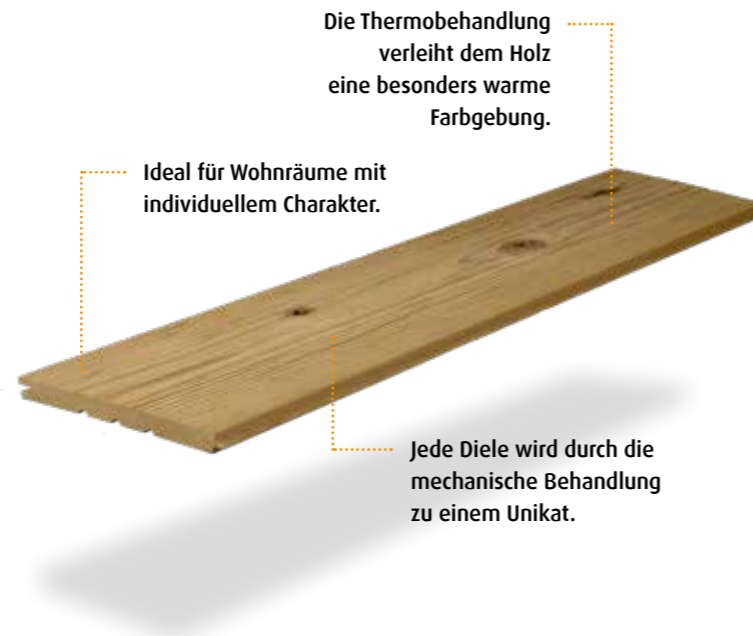 Die Thermobehandlung
verleiht dem Holz
eine besonders warme
Farbgebung.
Ideal für Wohnräume mit
individuellem Charakter.
Jede Diele wird durch die
mechanische Behandlung
zu einem Unikat.